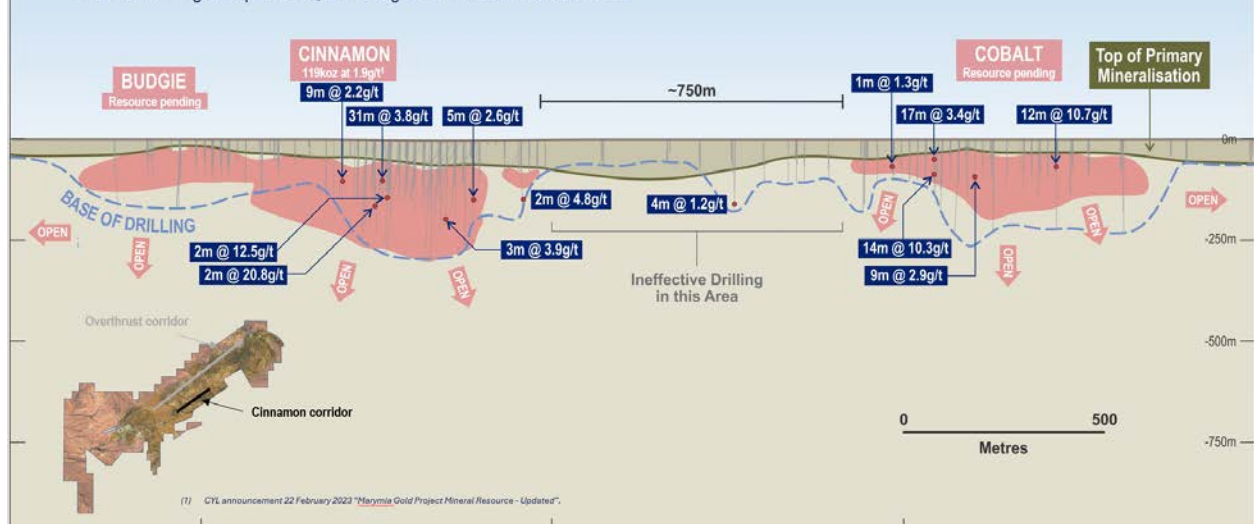 BUDGIE
Resource pending
CINNAMON
119koz at 1.9g/t¹
COBALT
Resource pending
Top of Primary
Mineralisation
9m @ 2.2g/t
31m @ 3.8g/t
5m @ 2.6g/t
~750m
1m @ 1.3g/t
17m @ 3.4g/t
12m @ 10.7g/t
0m
BASE OF DRILLING
2m @ 4.8g/t
4m @ 1.2g/t
OPEN
OPEN
OPEN
OPEN
OPEN
OPEN
OPEN
OPEN
2m @ 12.5g/t
2m @ 20.8g/t
3m @ 3.9g/t
14m @ 10.3g/t
9m @ 2.9g/t
-250m
Ineffective Drilling
in this Area
Overthrust corridor
Cinnamon corridor
-500m
0
500
Metres
-750m
(1) CYL announcement 22 February 2023 "Marymia Gold Project Mineral Resource - Updated".